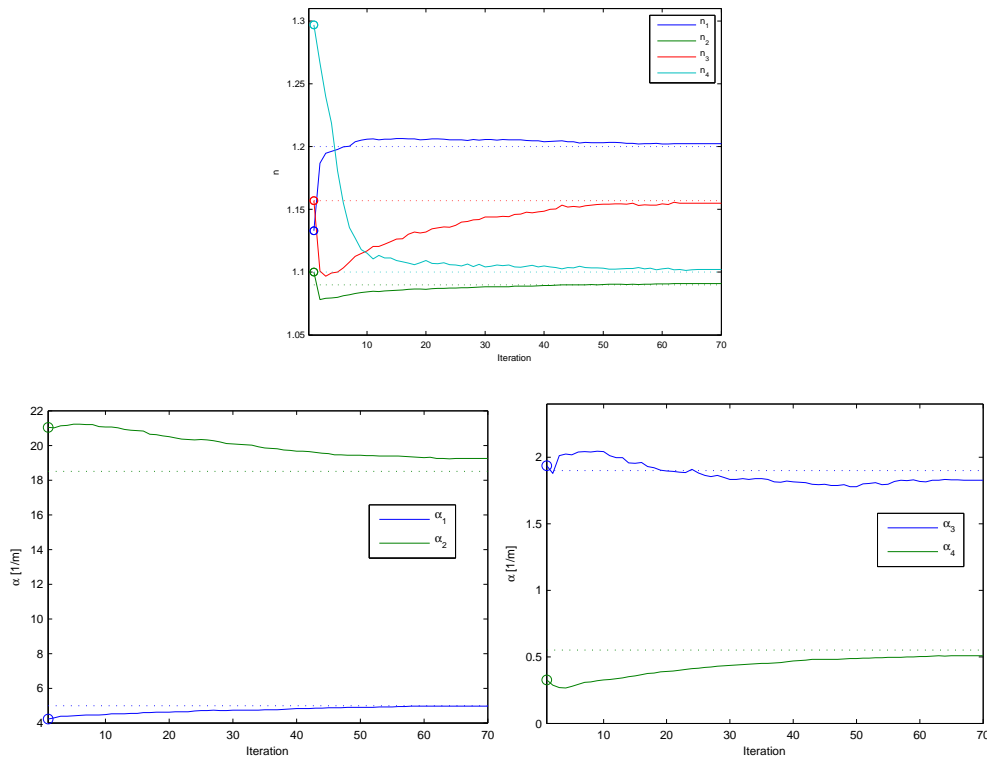 1.3
1.25
1.2
1.15
1.1
1.05
n
n₁
n₂
n₃
n₄
10 20 30 40 50 60 70
Iteration
22
20
18
16
14
12
10
8
6
4
α [1/m]
α₁
α₂
10 20 30 40 50 60 70
Iteration
2
1.5
1
0.5
0
α [1/m]
α₃
α₄
10 20 30 40 50 60 70
Iteration